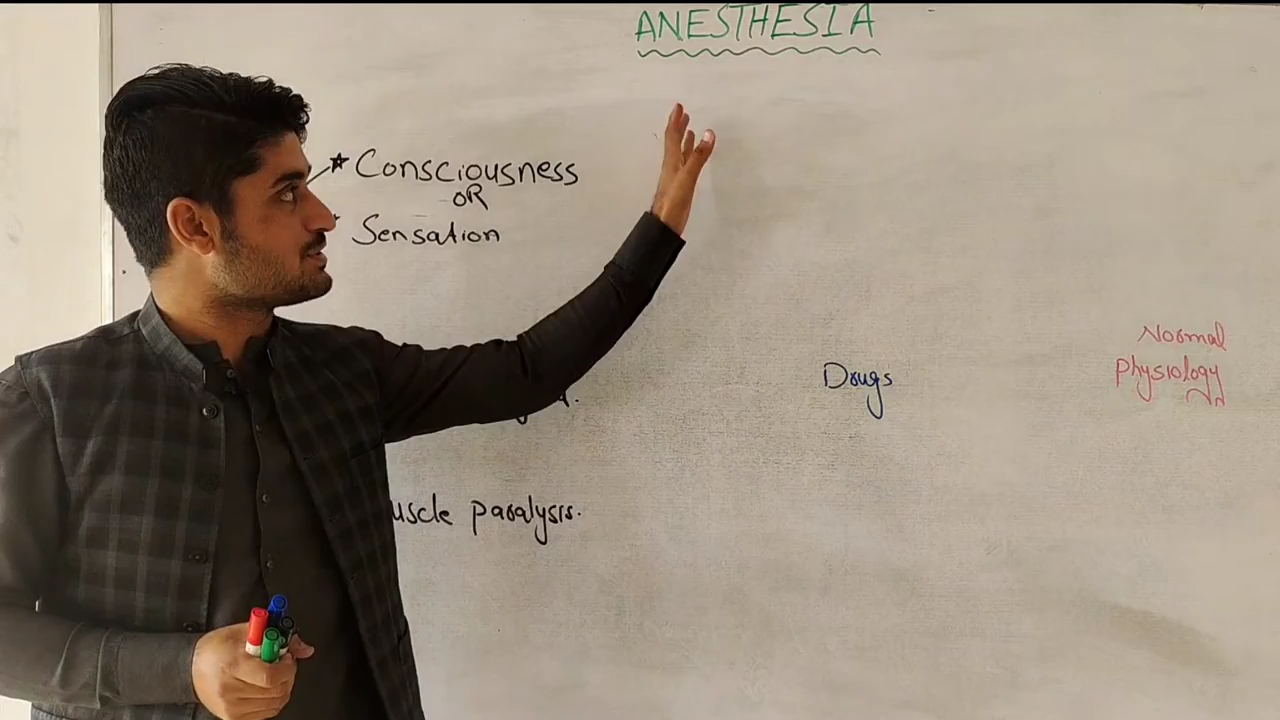 ANESTHESIA
★ Consciousness
OR
Sensation
Drugs
Normal
Physiology
uscle paralysis.